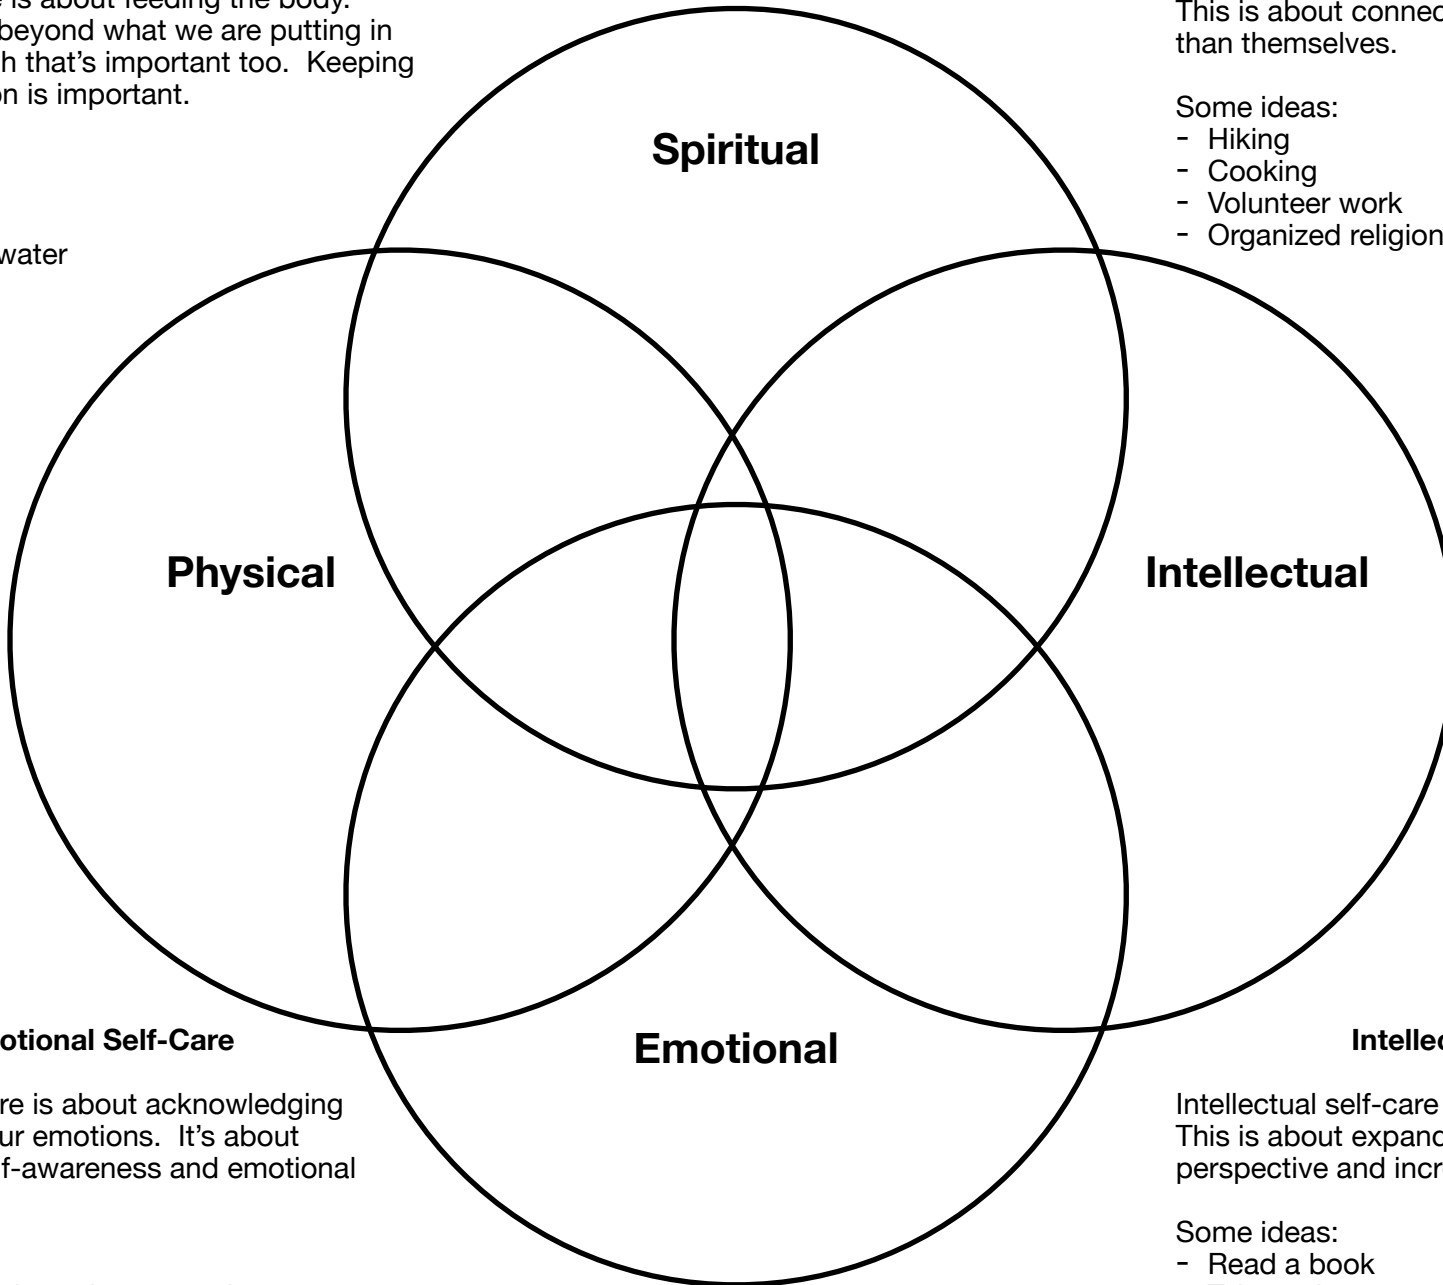 is about feeding the body.
beyond what we are putting in
h that's important too.  Keeping
on is important.
water
This is about connec
than themselves.
Some ideas:
- Hiking
- Cooking
- Volunteer work
- Organized religion
Spiritual
Physical
Intellectual
Emotional
otional Self-Care
re is about acknowledging
ur emotions.  It's about
f-awareness and emotional
Intellec
Intellectual self-care
This is about expand
perspective and incr
Some ideas:
- Read a book